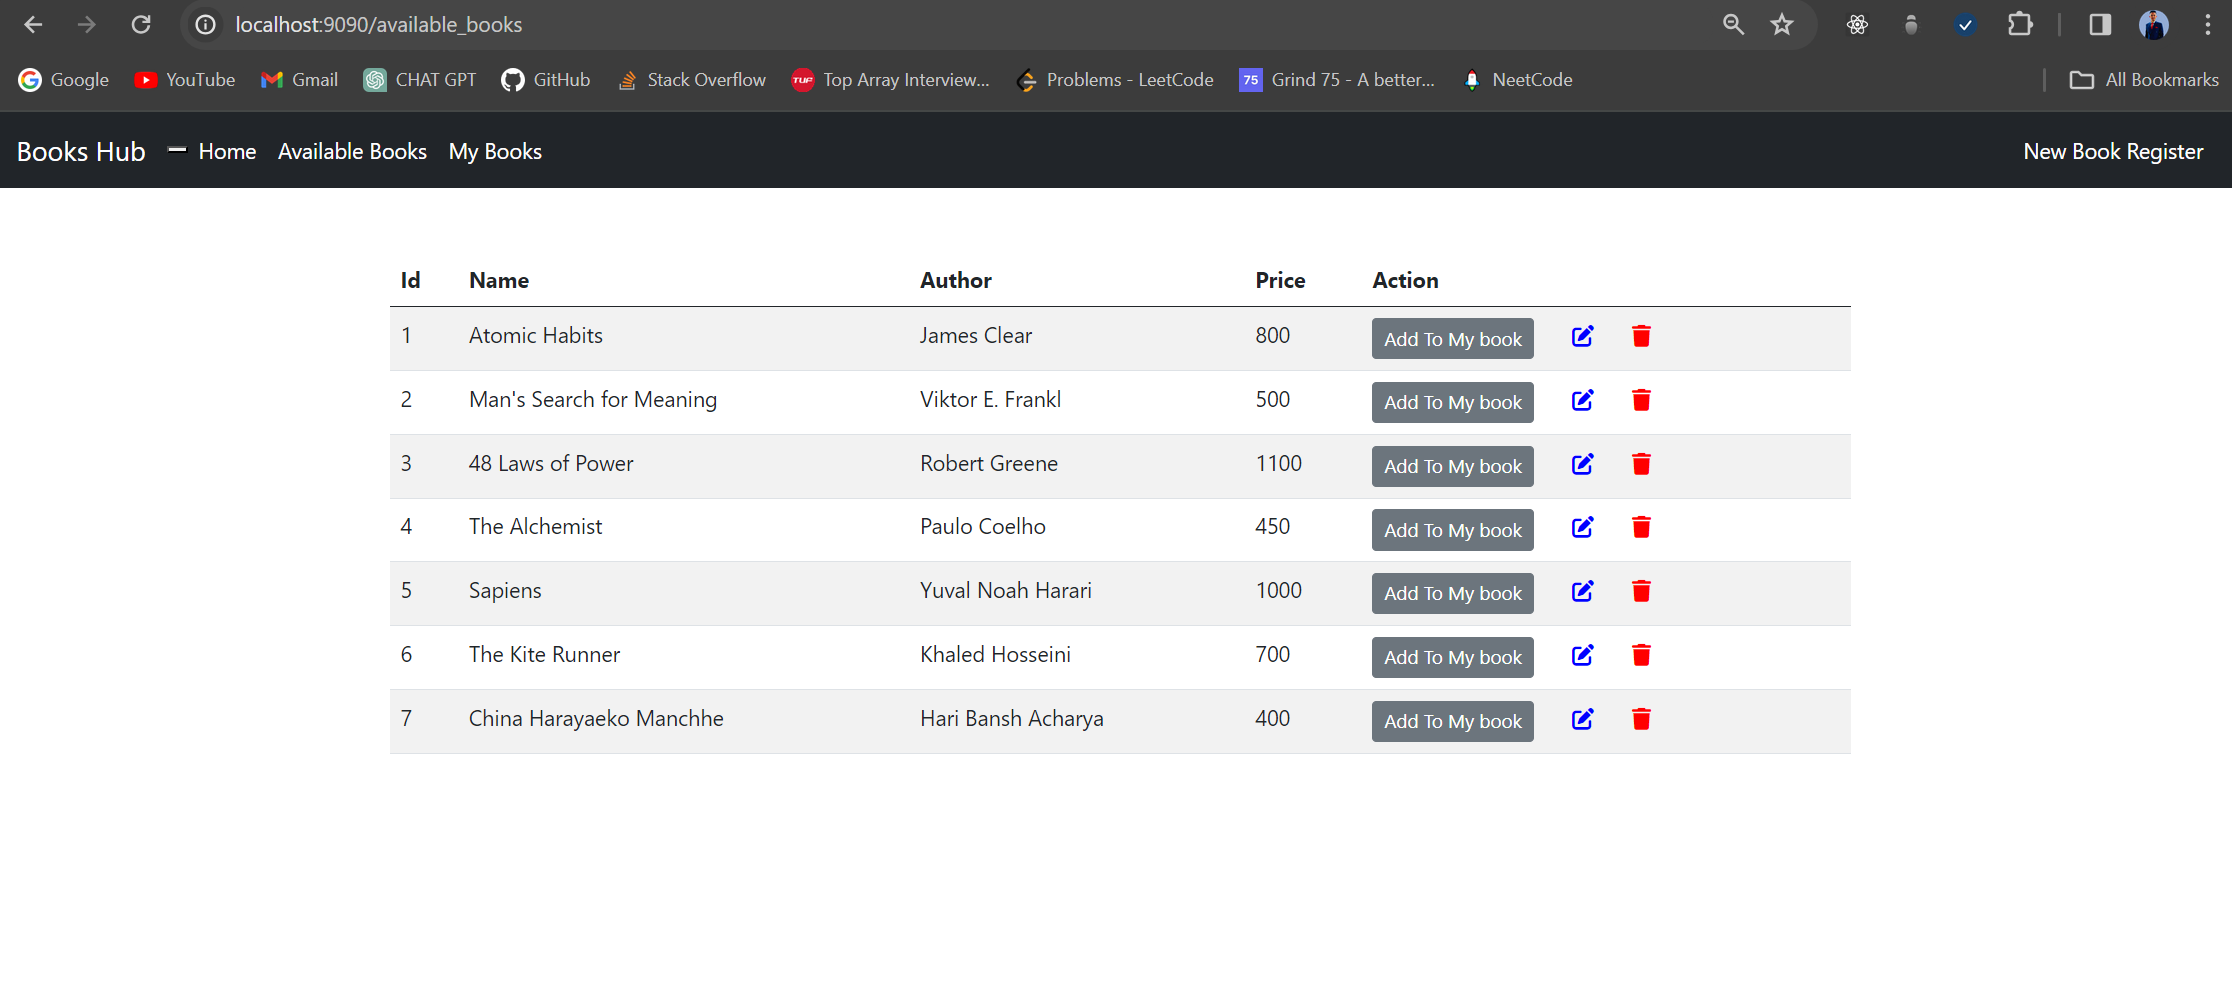 localhost:9090/available_books
Google YouTube Gmail CHAT GPT GitHub Stack Overflow TUF Top Array Interview... Problems - LeetCode 75 Grind 75 - A better... NeetCode All Bookmarks
Books Hub Home Available Books My Books New Book Register
Id Name Author Price Action
1 Atomic Habits James Clear 800 Add To My book
2 Man's Search for Meaning Viktor E. Frankl 500 Add To My book
3 48 Laws of Power Robert Greene 1100 Add To My book
4 The Alchemist Paulo Coelho 450 Add To My book
5 Sapiens Yuval Noah Harari 1000 Add To My book
6 The Kite Runner Khaled Hosseini 700 Add To My book
7 China Harayaeko Manchhe Hari Bansh Acharya 400 Add To My book